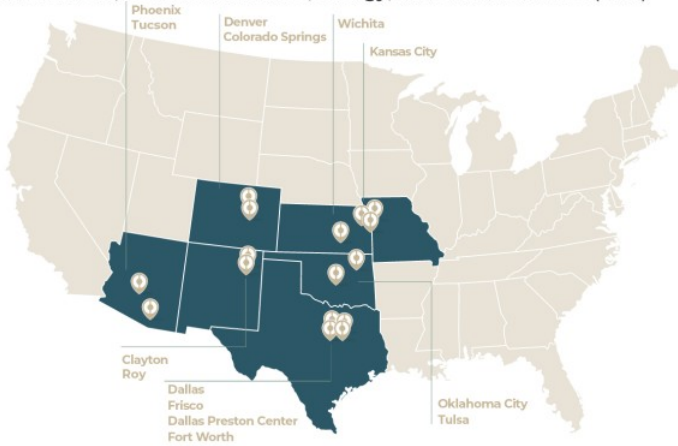 Phoenix
Tucson
Denver
Colorado Springs
Wichita
Kansas City
Clayton
Roy
Dallas
Frisco
Dallas Preston Center
Fort Worth
Oklahoma City
Tulsa